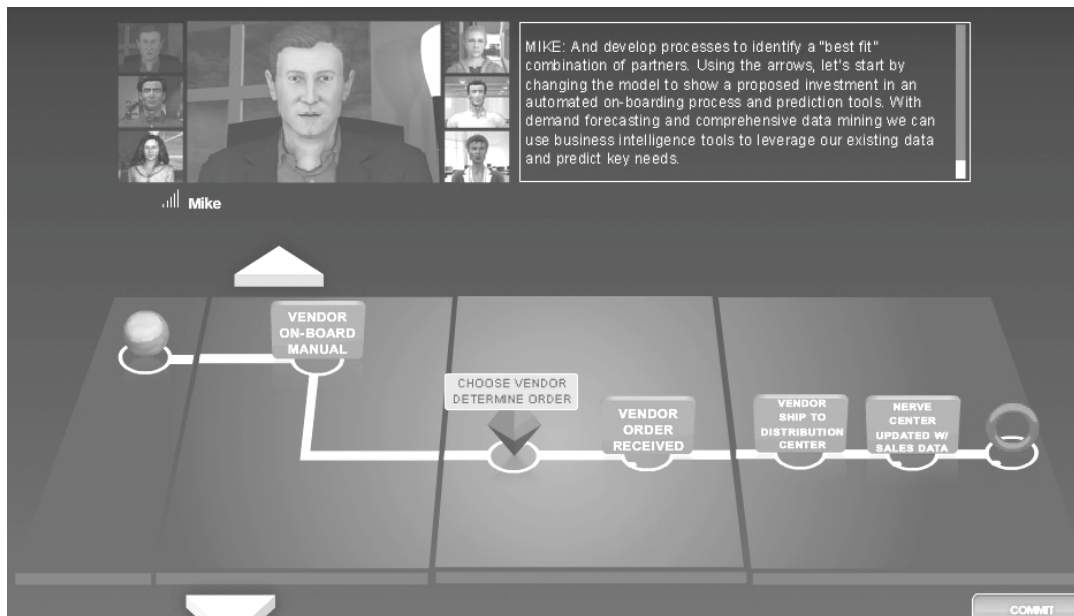 MIKE: And develop processes to identify a "best fit"
combination of partners. Using the arrows, let's start by
changing the model to show a proposed investment in an
automated on-boarding process and prediction tools. With
demand forecasting and comprehensive data mining we can
use business intelligence tools to leverage our existing data
and predict key needs.
Mike
VENDOR
ON-BOARD
MANUAL
CHOOSE VENDOR
DETERMINE ORDER
VENDOR
ORDER
RECEIVED
VENDOR
SHIP TO
DISTRIBUTION
CENTER
NERVE
CENTER
UPDATED W/
SALES DATA
COMMIT